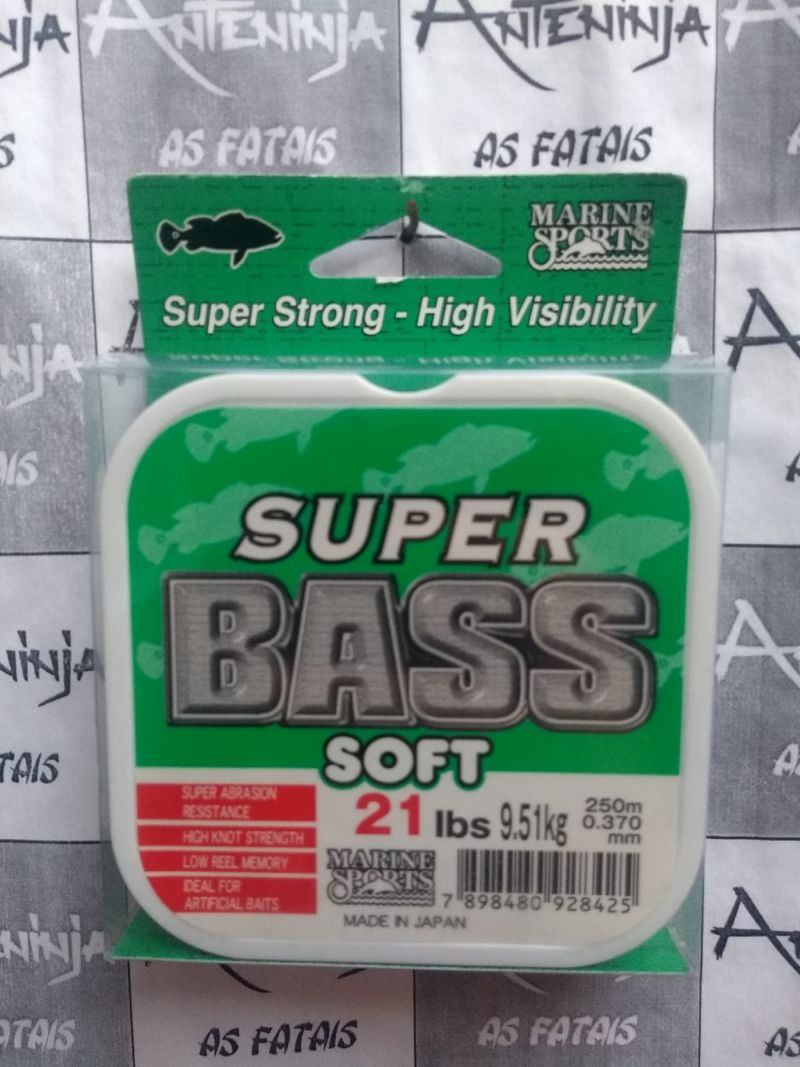 ANTENINJA
ANTENINJA
AS FATAIS
AS FATAIS
MARINE
SPORTS
Super Strong - High Visibility
SUPER
BASS
SOFT
21 lbs 9.51kg 250m
0.370
mm
SUPER ABRASION
RESISTANCE
HIGH KNOT STRENGTH
LOW REEL MEMORY
IDEAL FOR
ARTIFICIAL BAITS
MARINE
SPORTS
7 898480 928425
MADE IN JAPAN
AS FATAIS
AS FATAIS